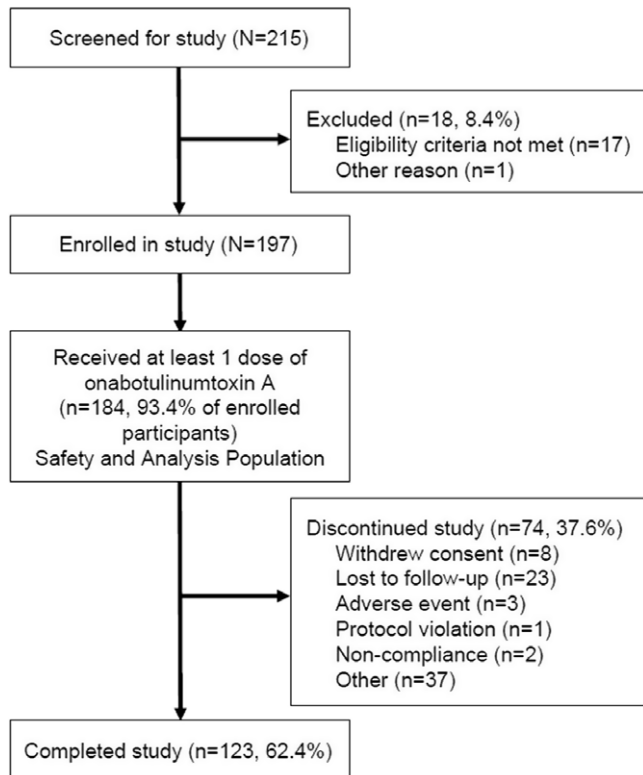 Screened for study (N=215)
Excluded (n=18, 8.4%)
Eligibility criteria not met (n=17)
Other reason (n=1)
Enrolled in study (N=197)
Received at least 1 dose of
onabotulinumtoxin A
(n=184, 93.4% of enrolled
participants)
Safety and Analysis Population
Discontinued study (n=74, 37.6%)
Withdrew consent (n=8)
Lost to follow-up (n=23)
Adverse event (n=3)
Protocol violation (n=1)
Non-compliance (n=2)
Other (n=37)
Completed study (n=123, 62.4%)